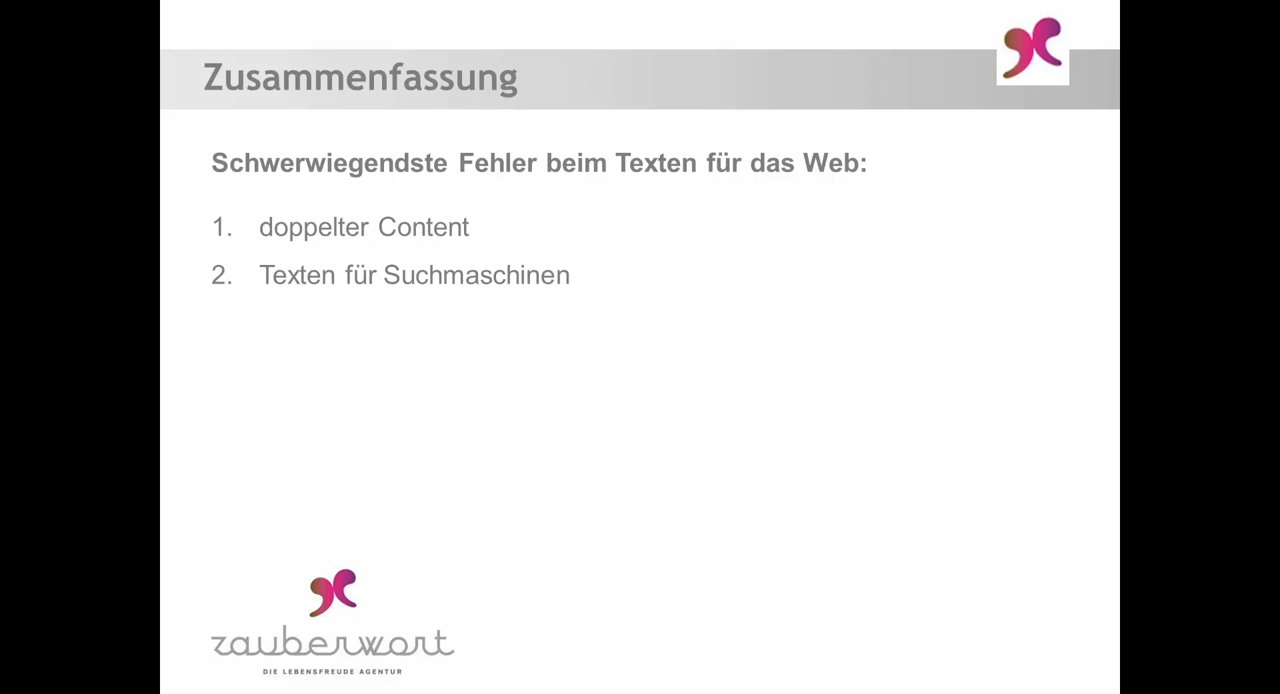 Zusammenfassung
Schwerwiegendste Fehler beim Texten für das Web:
1. doppelter Content
2. Texten für Suchmaschinen
zauberwort
DIE LEBENSFREUDE AGENTUR